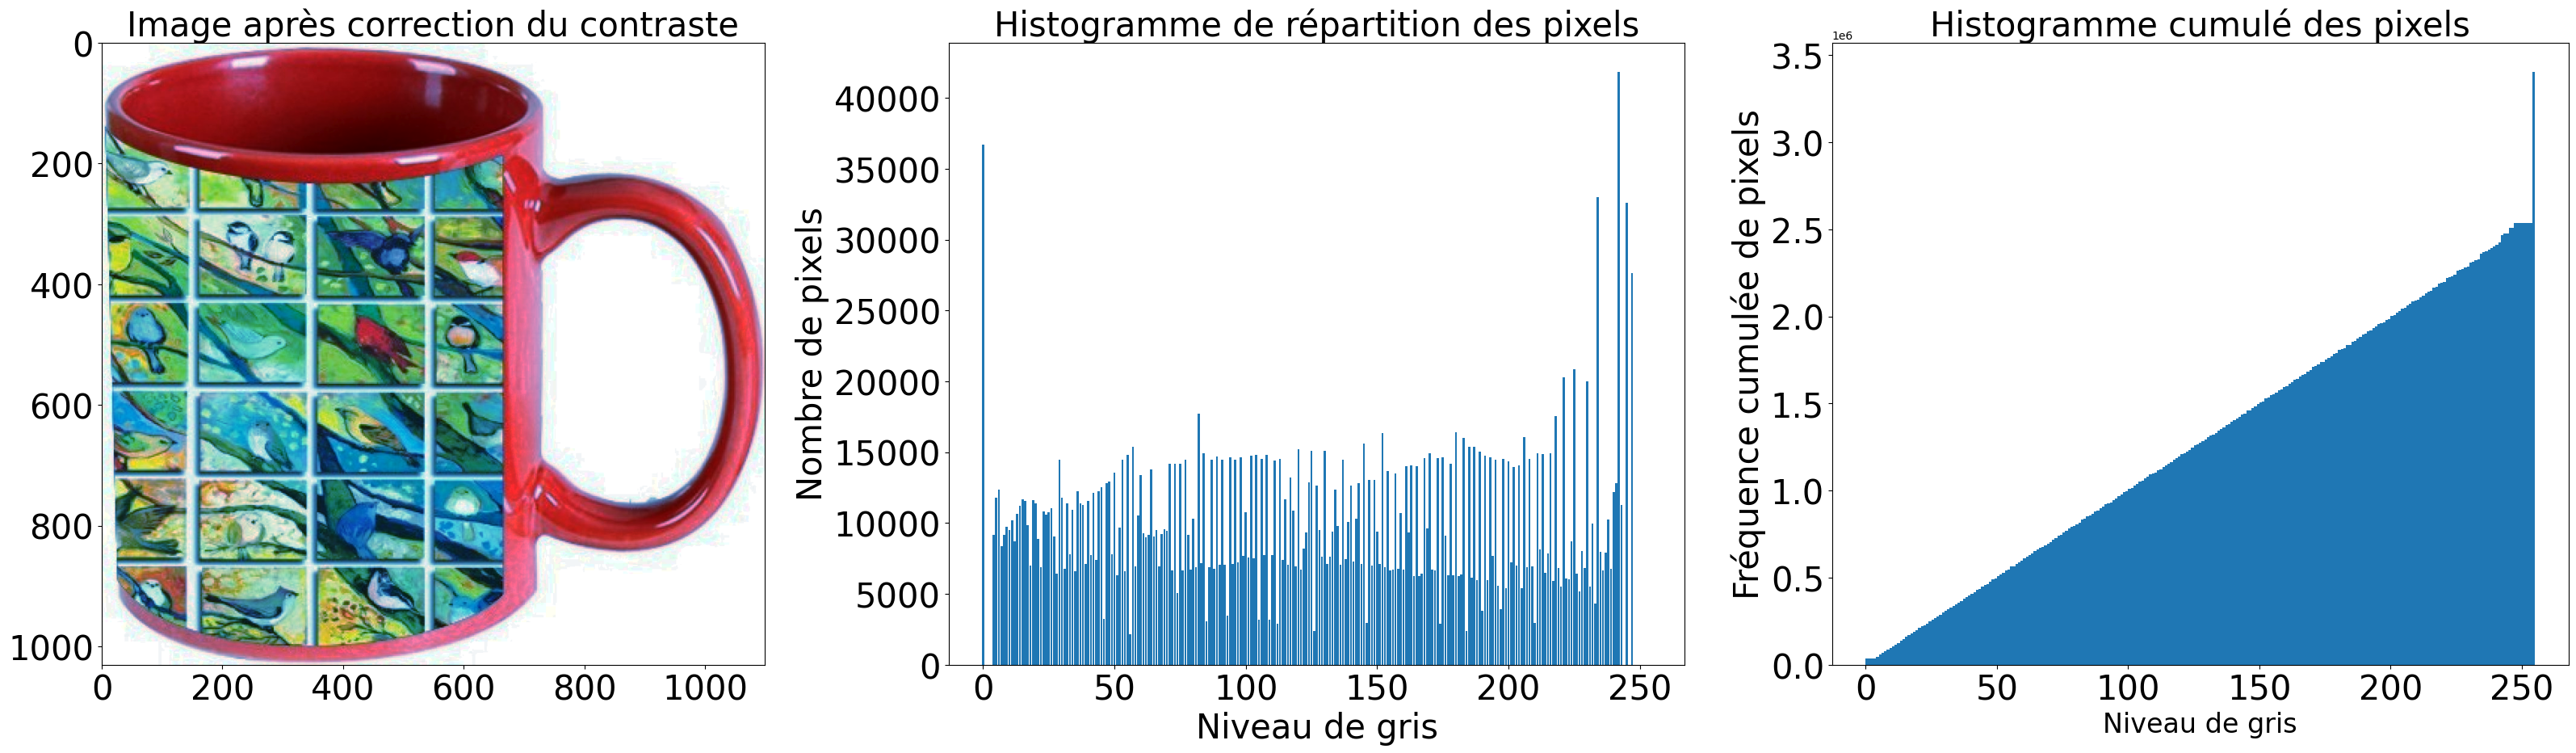 Image après correction du contraste
0
200
400
600
800
1000
0 200 400 600 800 1000
Histogramme de répartition des pixels
Nombre de pixels
40000
35000
30000
25000
20000
15000
10000
5000
0
0 50 100 150 200 250
Niveau de gris
Histogramme cumulé des pixels
1e6
Fréquence cumulée de pixels
3.5
3.0
2.5
2.0
1.5
1.0
0.5
0.0
0 50 100 150 200 250
Niveau de gris